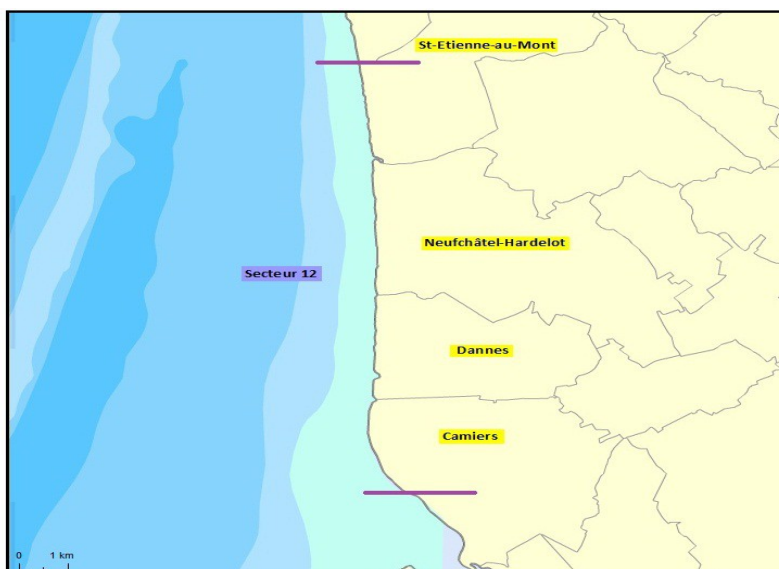 St-Etienne-au-Mont
Neufchâtel-Hardelot
Secteur 12
Dannes
Camiers
0 1 km